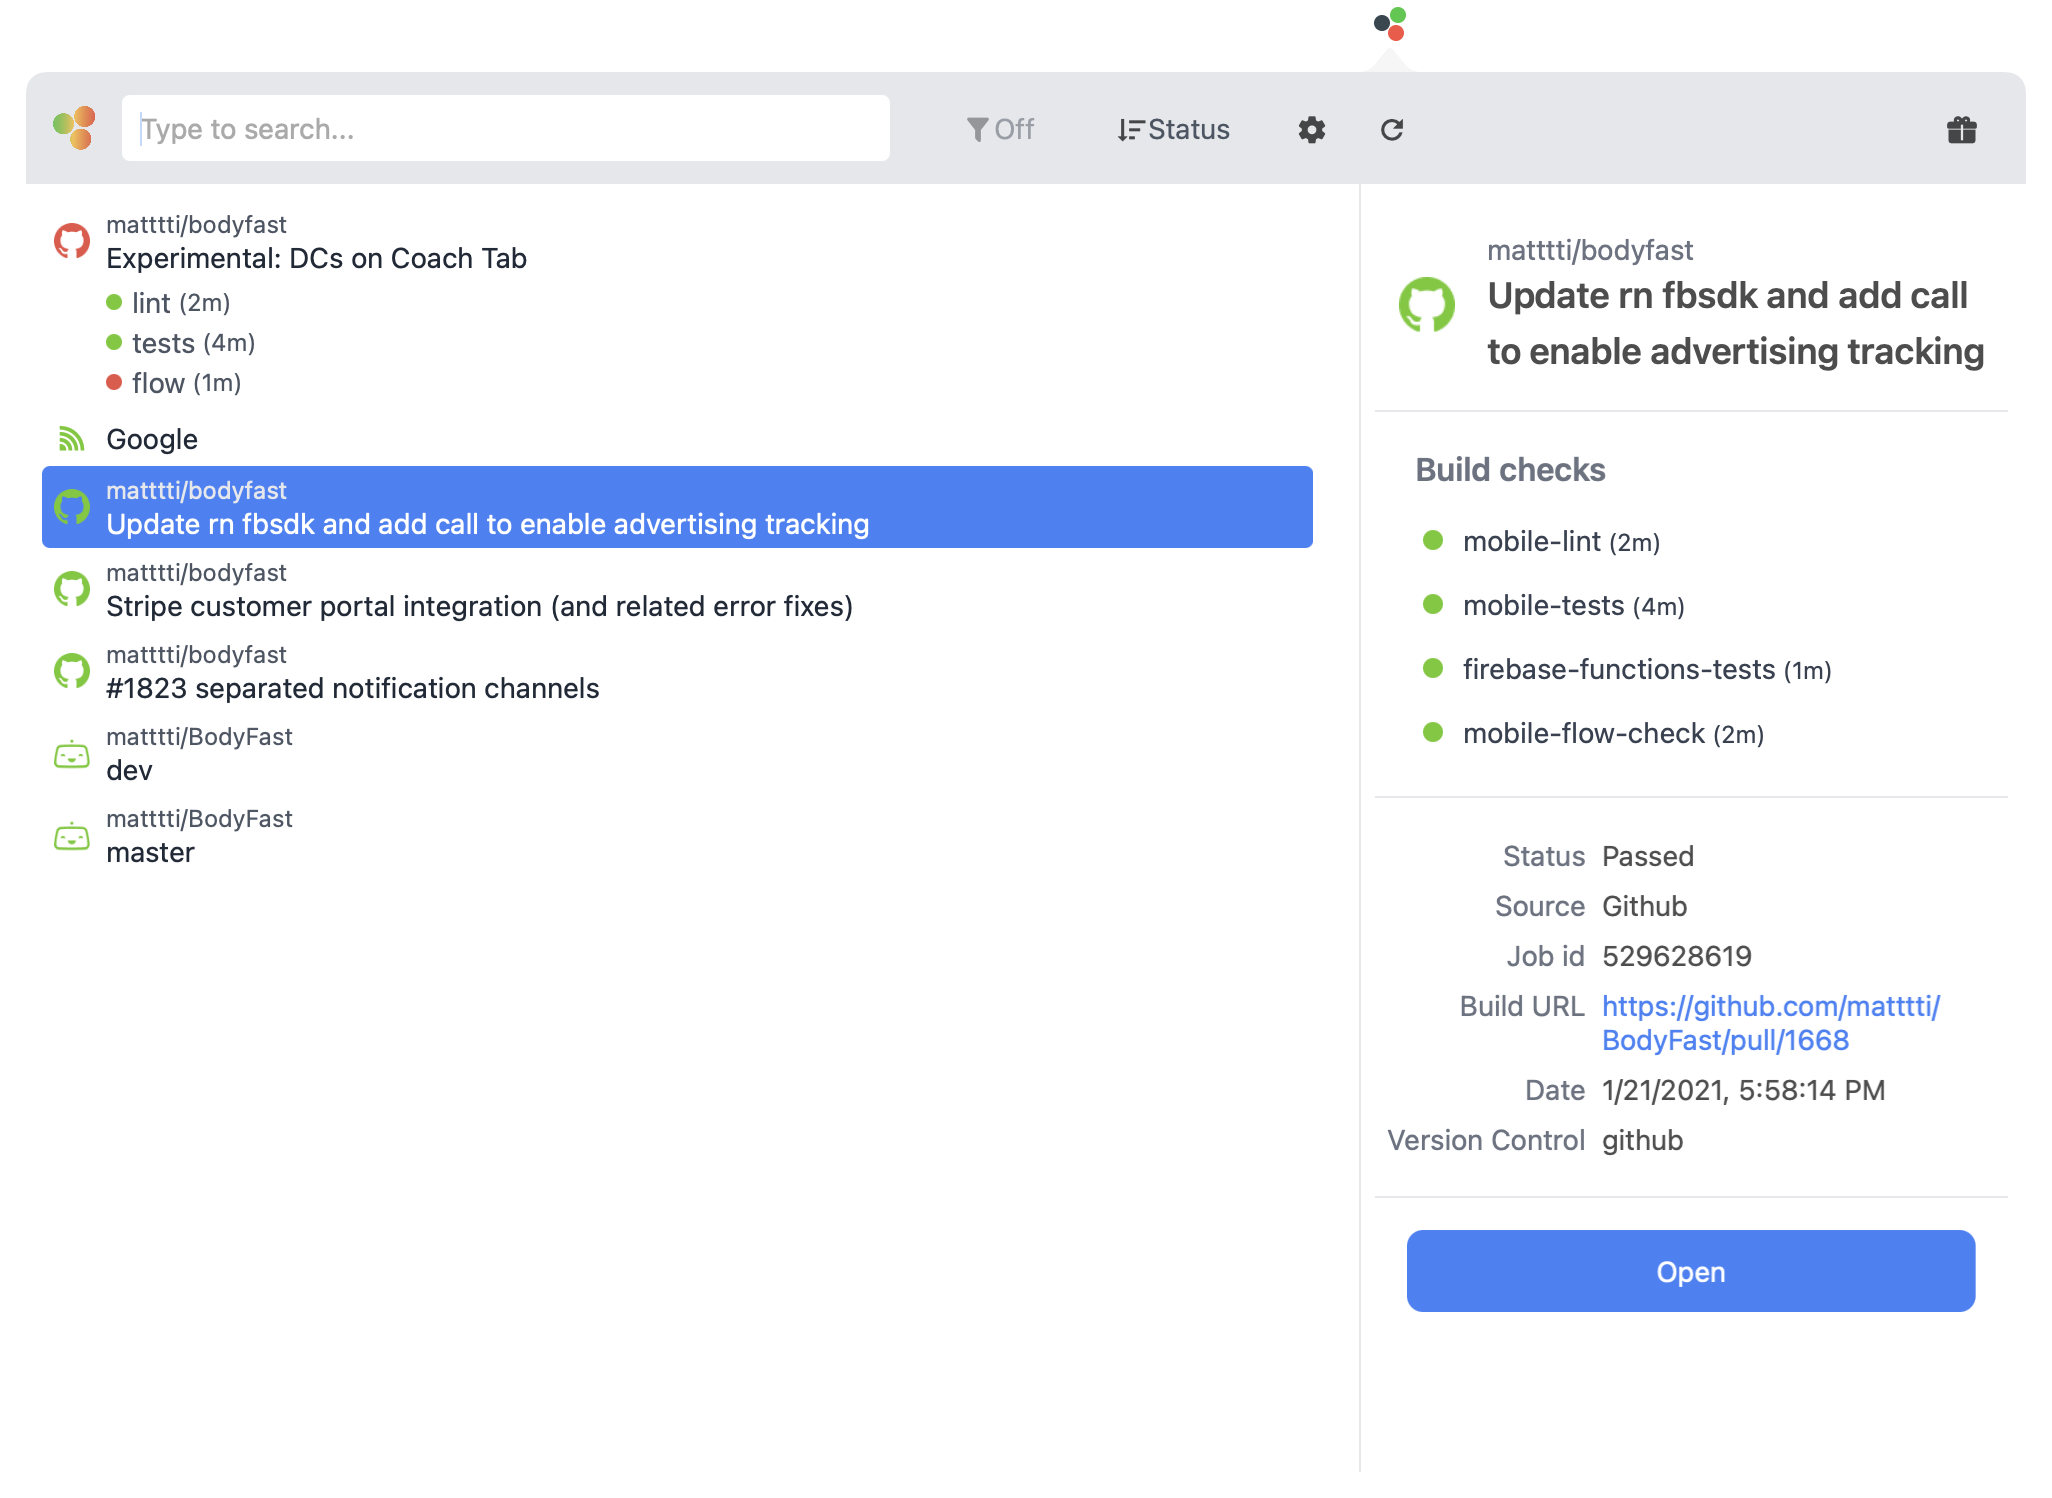 Type to search...
Off
Status
matttti/bodyfast
Experimental: DCs on Coach Tab
lint (2m)
tests (4m)
flow (1m)
Google
matttti/bodyfast
Update rn fbsdk and add call to enable advertising tracking
matttti/bodyfast
Stripe customer portal integration (and related error fixes)
matttti/bodyfast
#1823 separated notification channels
matttti/BodyFast
dev
matttti/BodyFast
master
matttti/bodyfast
Update rn fbsdk and add call
to enable advertising tracking
Build checks
mobile-lint (2m)
mobile-tests (4m)
firebase-functions-tests (1m)
mobile-flow-check (2m)
Status Passed
Source Github
Job id 529628619
Build URL https://github.com/matttti/
BodyFast/pull/1668
Date 1/21/2021, 5:58:14 PM
Version Control github
Open